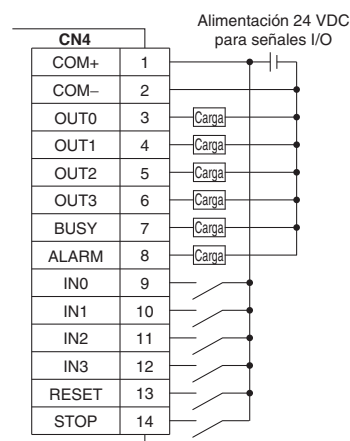 Alimentación 24 VDC
para señales I/O
CN4
COM+ 1
COM– 2
OUT0 3 Carga
OUT1 4 Carga
OUT2 5 Carga
OUT3 6 Carga
BUSY 7 Carga
ALARM 8 Carga
IN0 9
IN1 10
IN2 11
IN3 12
RESET 13
STOP 14